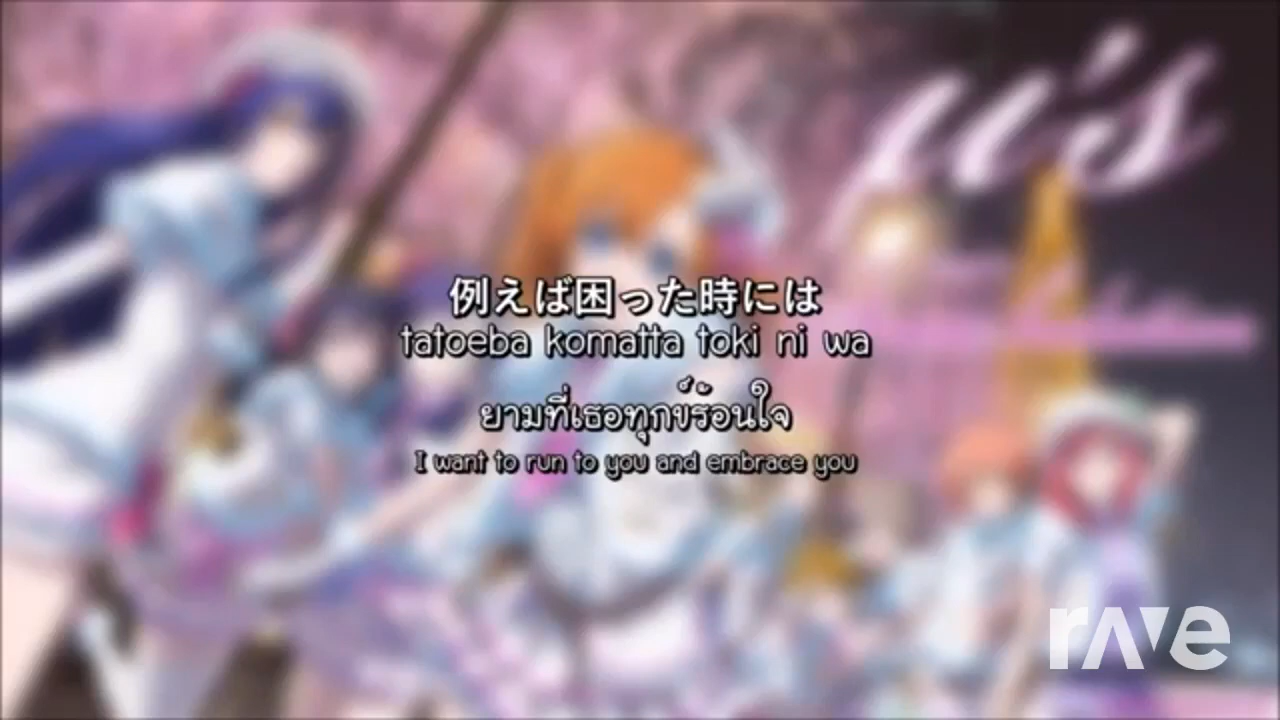 μ's
例えば困った時には
tatoeba komatta toki ni wa
ยามที่เธอทุกข์ร้อนใจ
I want to run to you and embrace you
rave